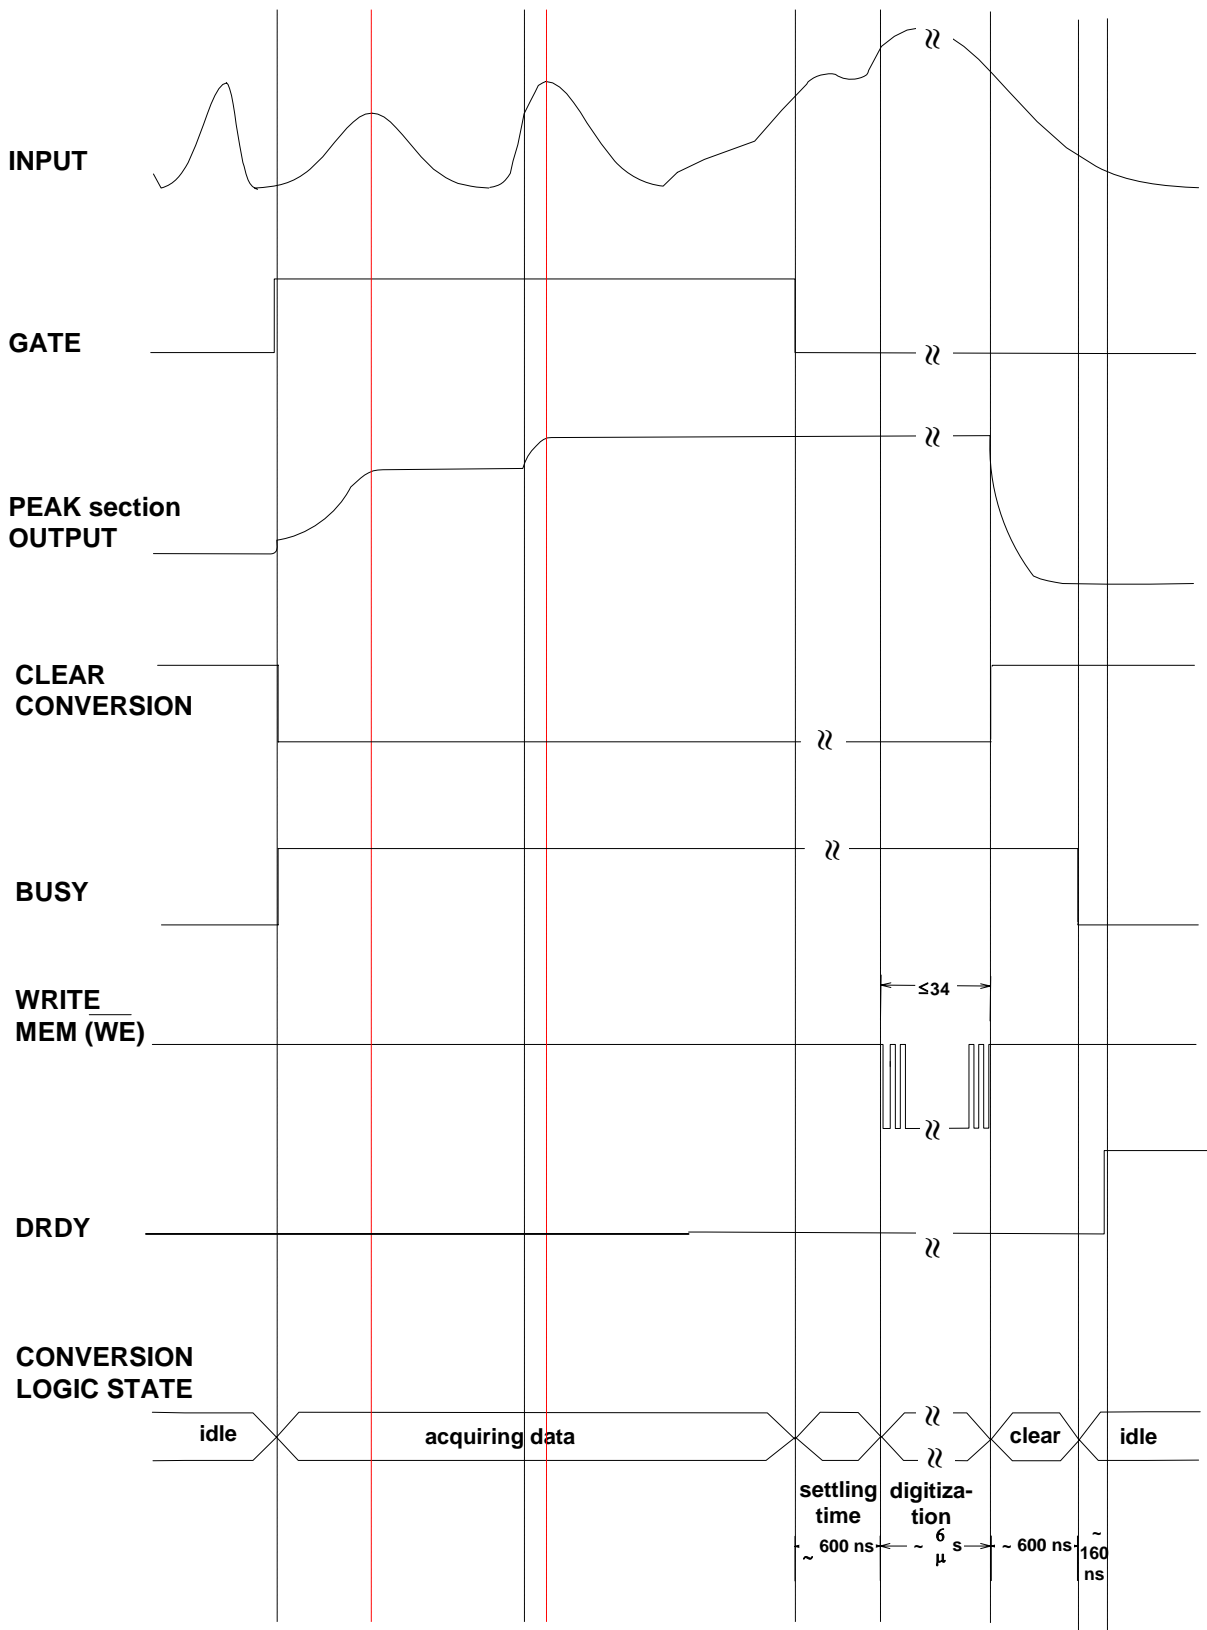 INPUT
GATE
PEAK section
OUTPUT
CLEAR
CONVERSION
BUSY
WRITE
MEM (WE)
≤34
DRDY
CONVERSION
LOGIC STATE
idle
acquiring data
clear
idle
settling
time
digitiza-
tion
~ 600 ns
~ 6 μ s
~ 600 ns
~
160
ns